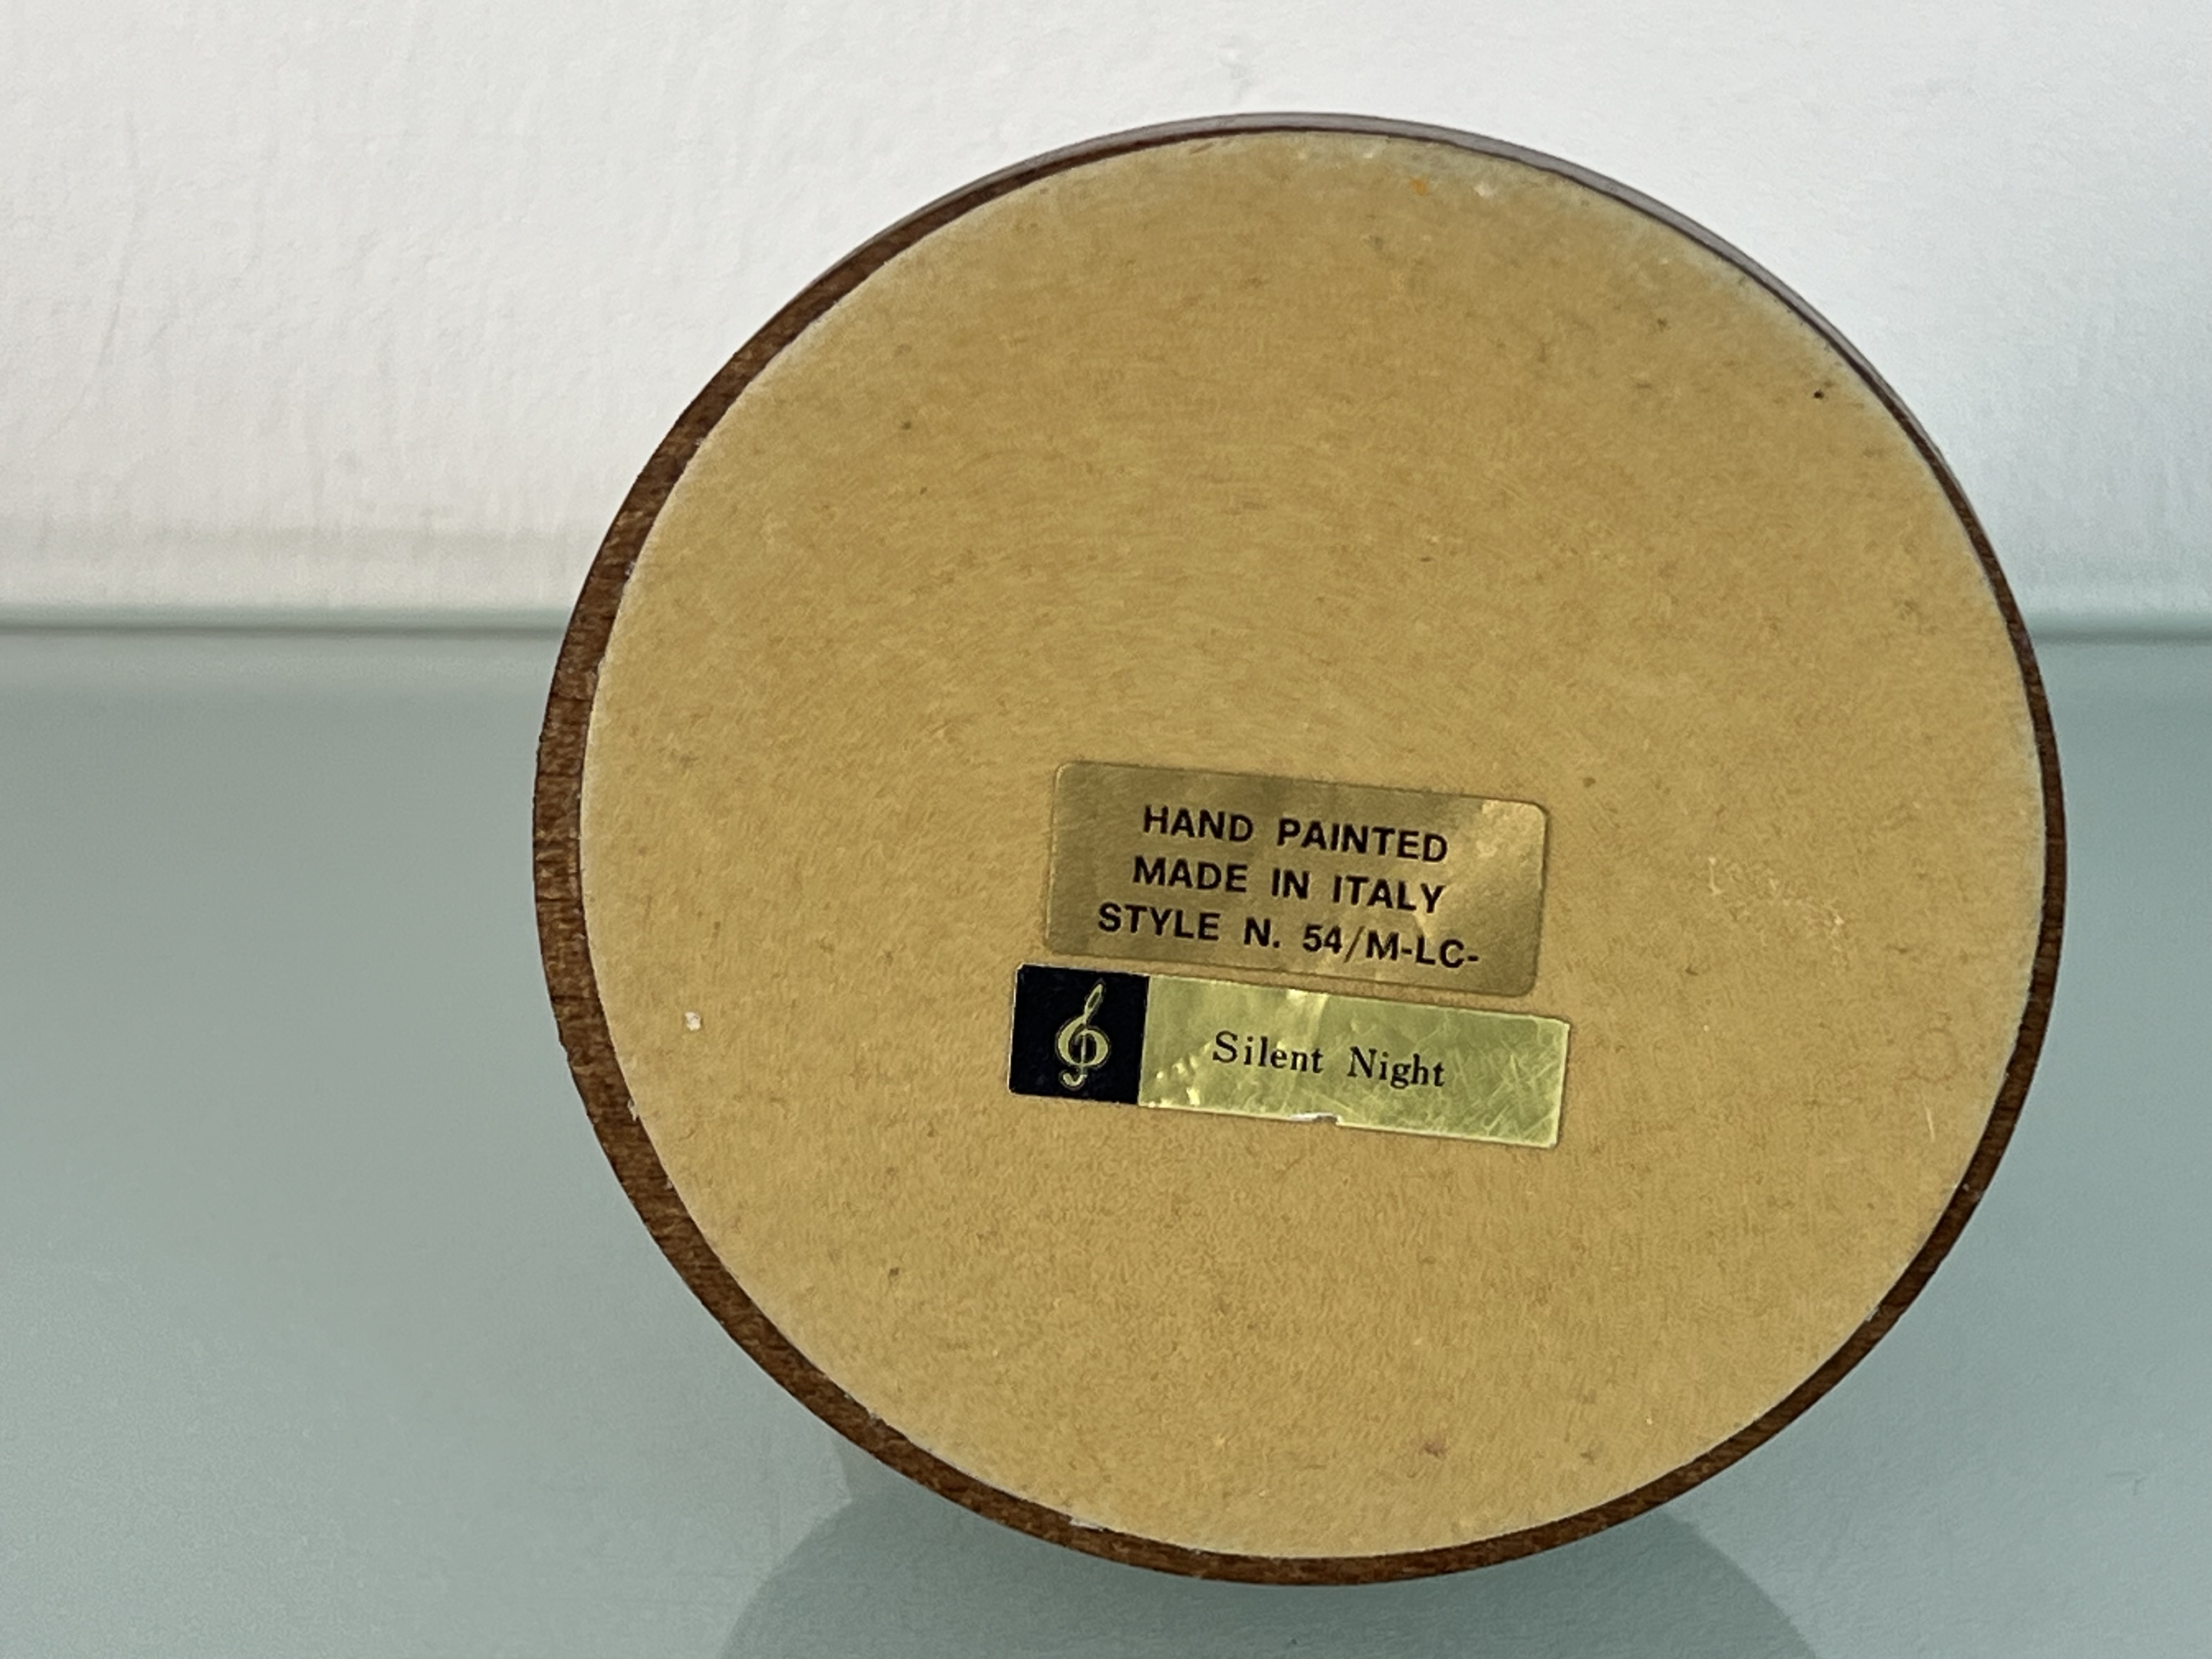 HAND PAINTED
MADE IN ITALY
STYLE N. 54/M-LC-
Silent Night